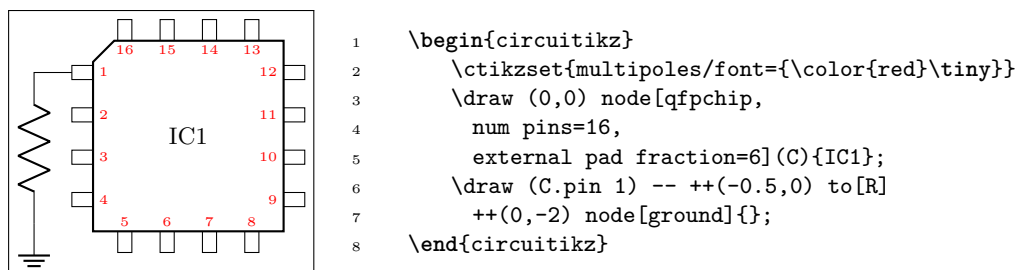 16 15 14 13
1 12
2 11
IC1
3 10
4 9
5 6 7 8
1 \begin{circuitikz}
2 \ctikzset{multipoles/font={\color{red}\tiny}}
3 \draw (0,0) node[qfpchip,
4 num pins=16,
5 external pad fraction=6](C){IC1};
6 \draw (C.pin 1) -- ++(-0.5,0) to[R]
7 ++(0,-2) node[ground]{};
8 \end{circuitikz}